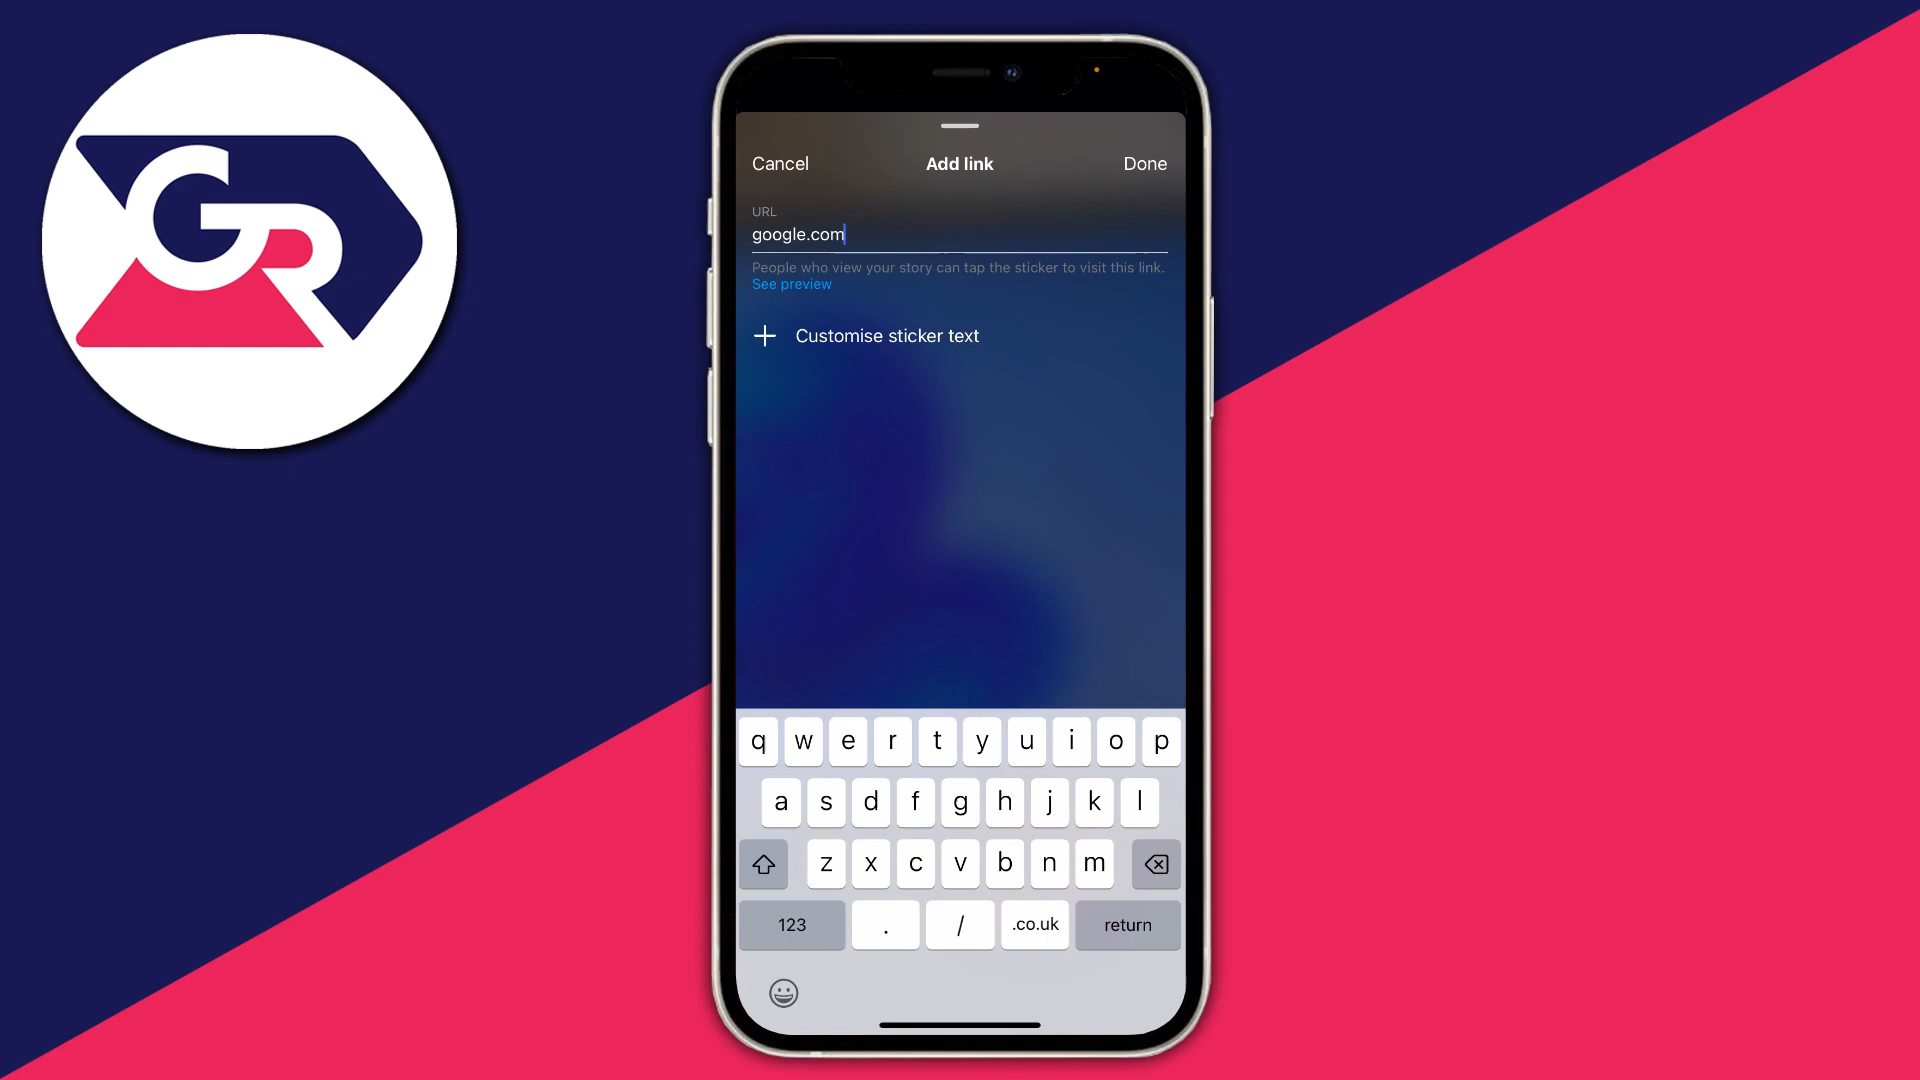 GR
Cancel Add link Done
URL
google.com
People who view your story can tap the sticker to visit this link.
See preview
Customise sticker text
q w e r t y u i o p
a s d f g h j k l
z x c v b n m
123 . / .co.uk return